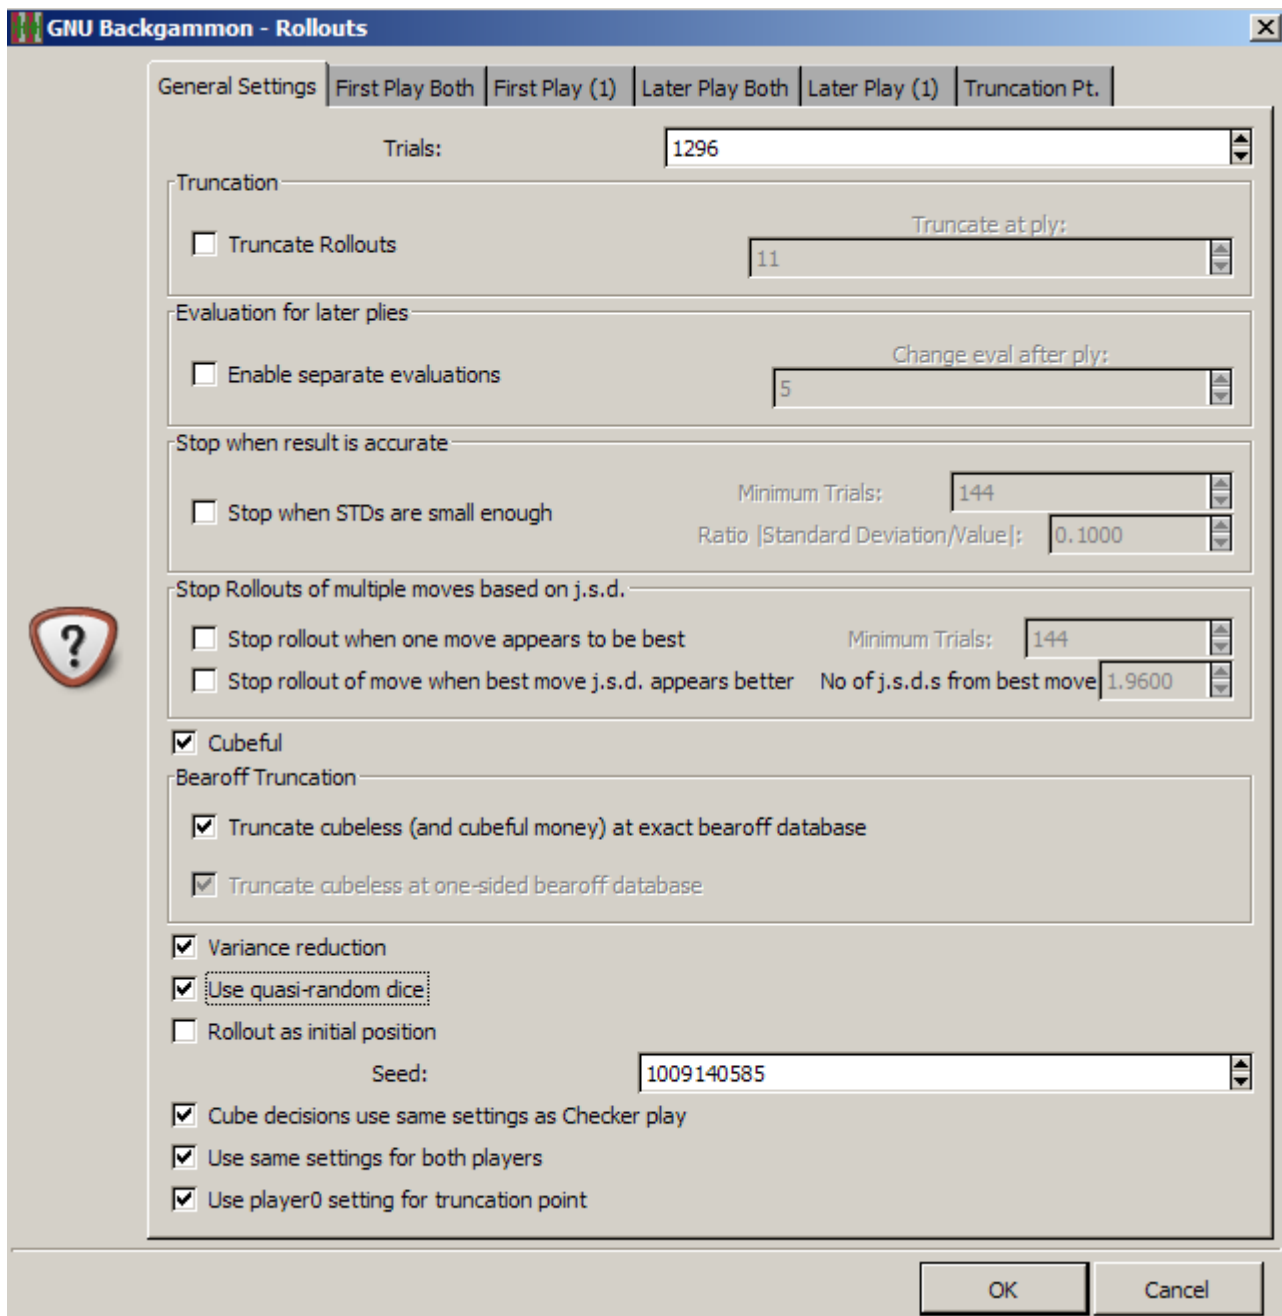 GNU Backgammon - Rollouts
General Settings First Play Both First Play (1) Later Play Both Later Play (1) Truncation Pt.
Trials: 1296
Truncation
Truncate at ply:
Truncate Rollouts 11
Evaluation for later plies
Change eval after ply:
Enable separate evaluations 5
Stop when result is accurate
Minimum Trials: 144
Stop when STDs are small enough
Ratio |Standard Deviation/Value|: 0.1000
Stop Rollouts of multiple moves based on j.s.d.
Stop rollout when one move appears to be best Minimum Trials: 144
Stop rollout of move when best move j.s.d. appears better No of j.s.d.s from best move 1.9600
Cubeful
Bearoff Truncation
Truncate cubeless (and cubeful money) at exact bearoff database
Truncate cubeless at one-sided bearoff database
Variance reduction
Use quasi-random dice
Rollout as initial position
Seed: 1009140585
Cube decisions use same settings as Checker play
Use same settings for both players
Use player0 setting for truncation point
OK Cancel